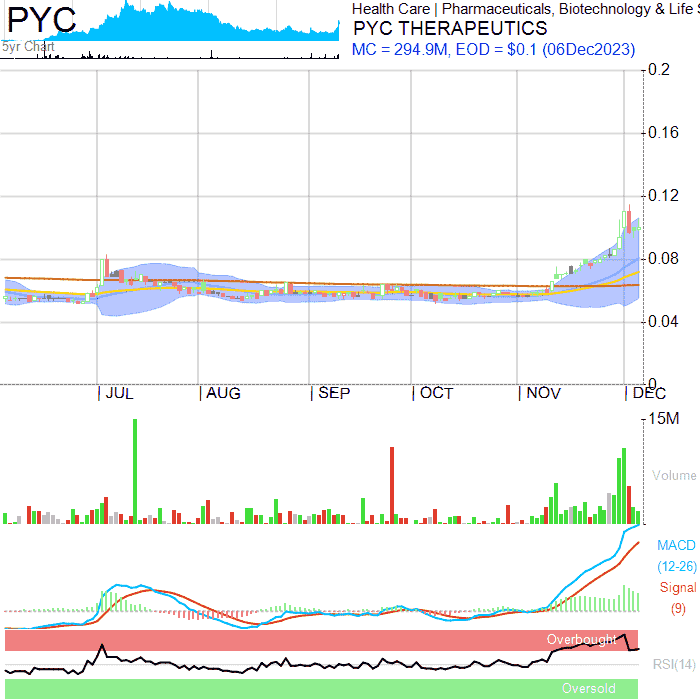 PYC
5yr Chart
Health Care | Pharmaceuticals, Biotechnology & Life
PYC THERAPEUTICS
MC = 294.9M, EOD = $0.1 (06Dec2023)
0.2
0.16
0.12
0.08
0.04
0
JUL AUG SEP OCT NOV DEC
15M
Volume
MACD
(12-26)
Signal
(9)
Overbought
RSI(14)
Oversold